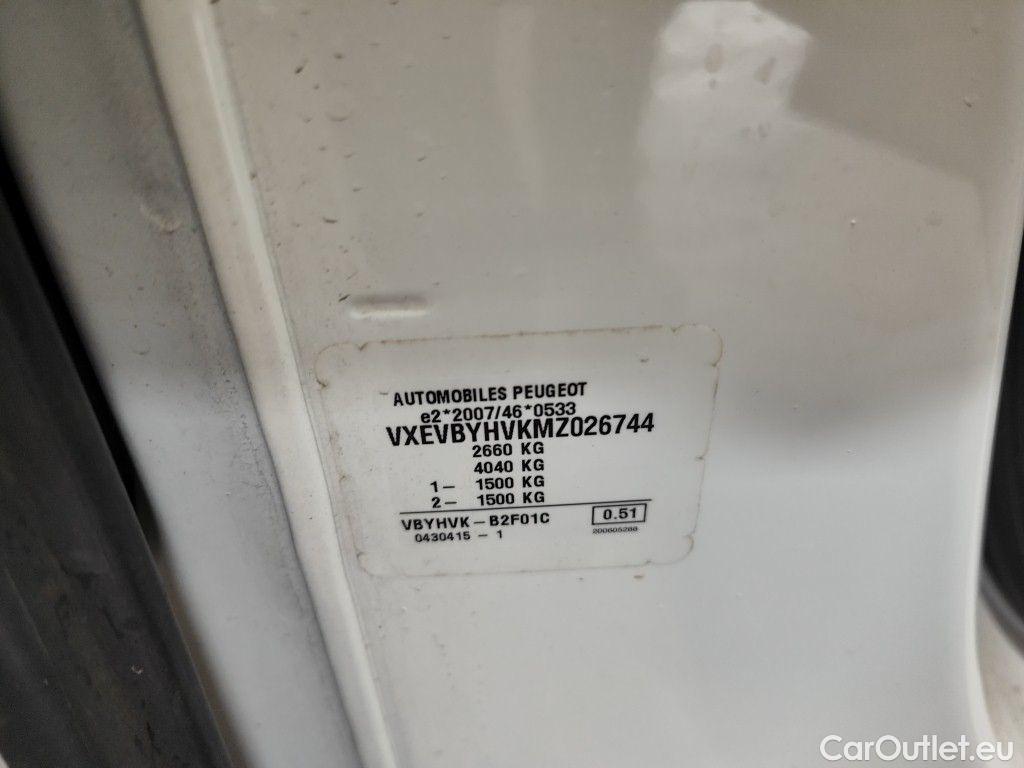 AUTOMOBILES PEUGEOT
e2*2007/46*0533
VXEVBYHVKMZ026744
2660 KG
4040 KG
1- 1500 KG
2- 1500 KG
VBYHVK-B2F01C 0.51
0430415 - 1 200605288
CarOutlet.eu